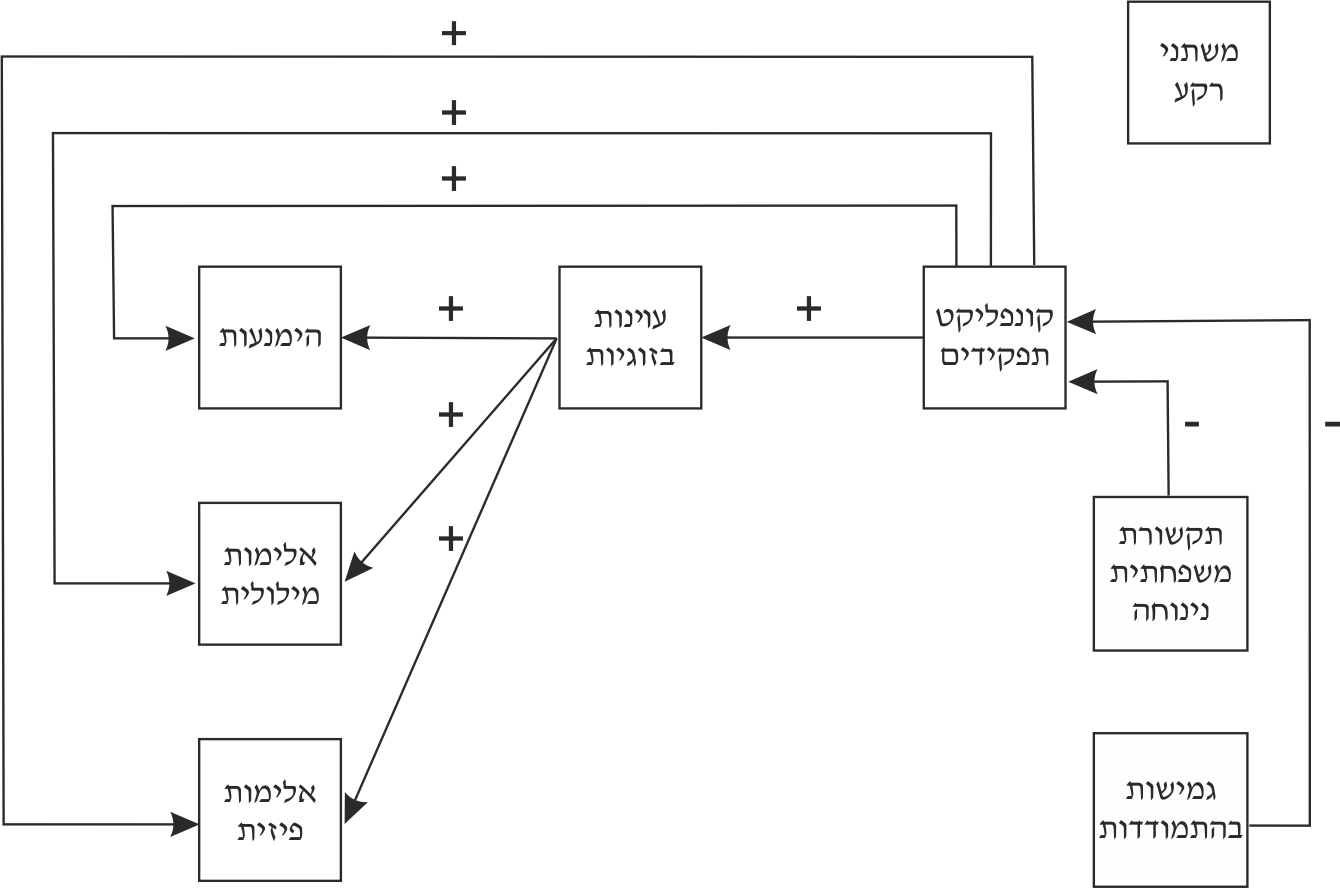 +
+
+
משתני
רקע
קונפליקט
תפקידים
+
עוינות
בזוגיות
+
הימנעות
+
+
-
-
תקשורת
משפחתית
נינוחה
אלימות
מילולית
גמישות
בהתמודדות
אלימות
פיזית